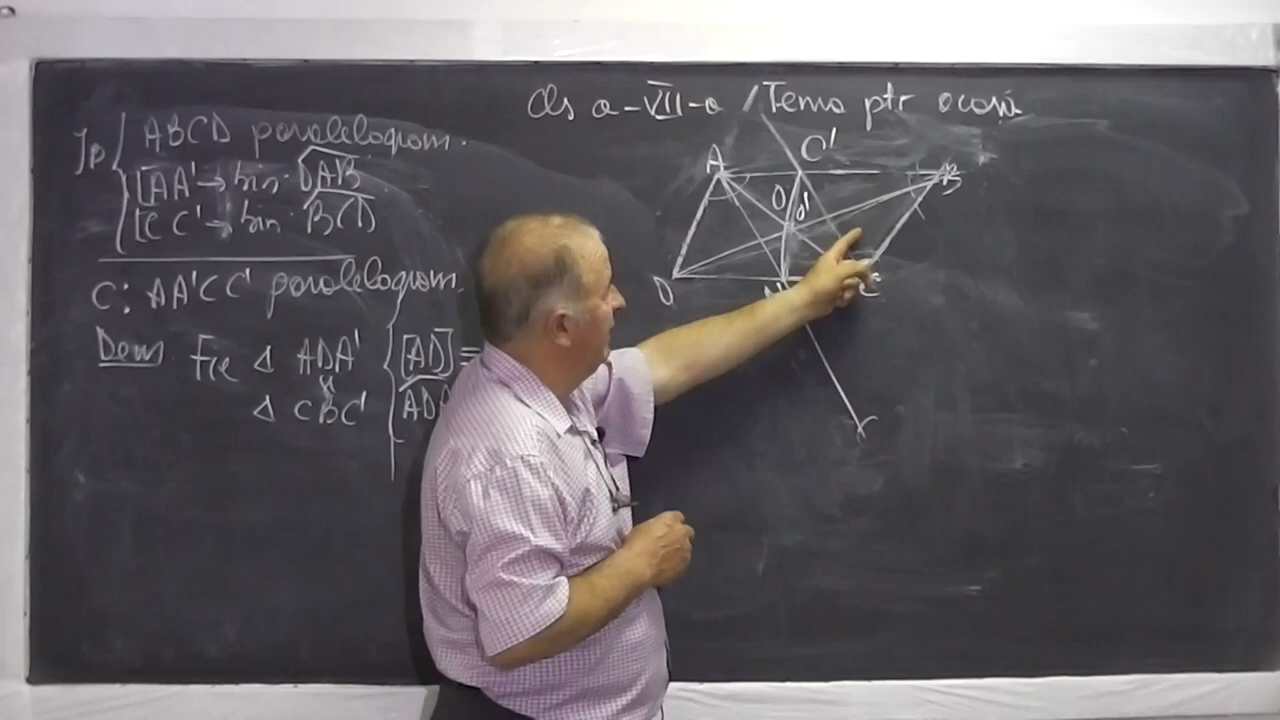 Cls a-VII-a / Tema ptr acasă
Ip { ABCD paralelogram.
[AA' → bis. DAB
[CC' → bis. BCD
C: AA'CC' paralelogram.
Dem Fie Δ ADA' { [AD] ≡
Δ CBC' ADA
A C' B
O O'
D C